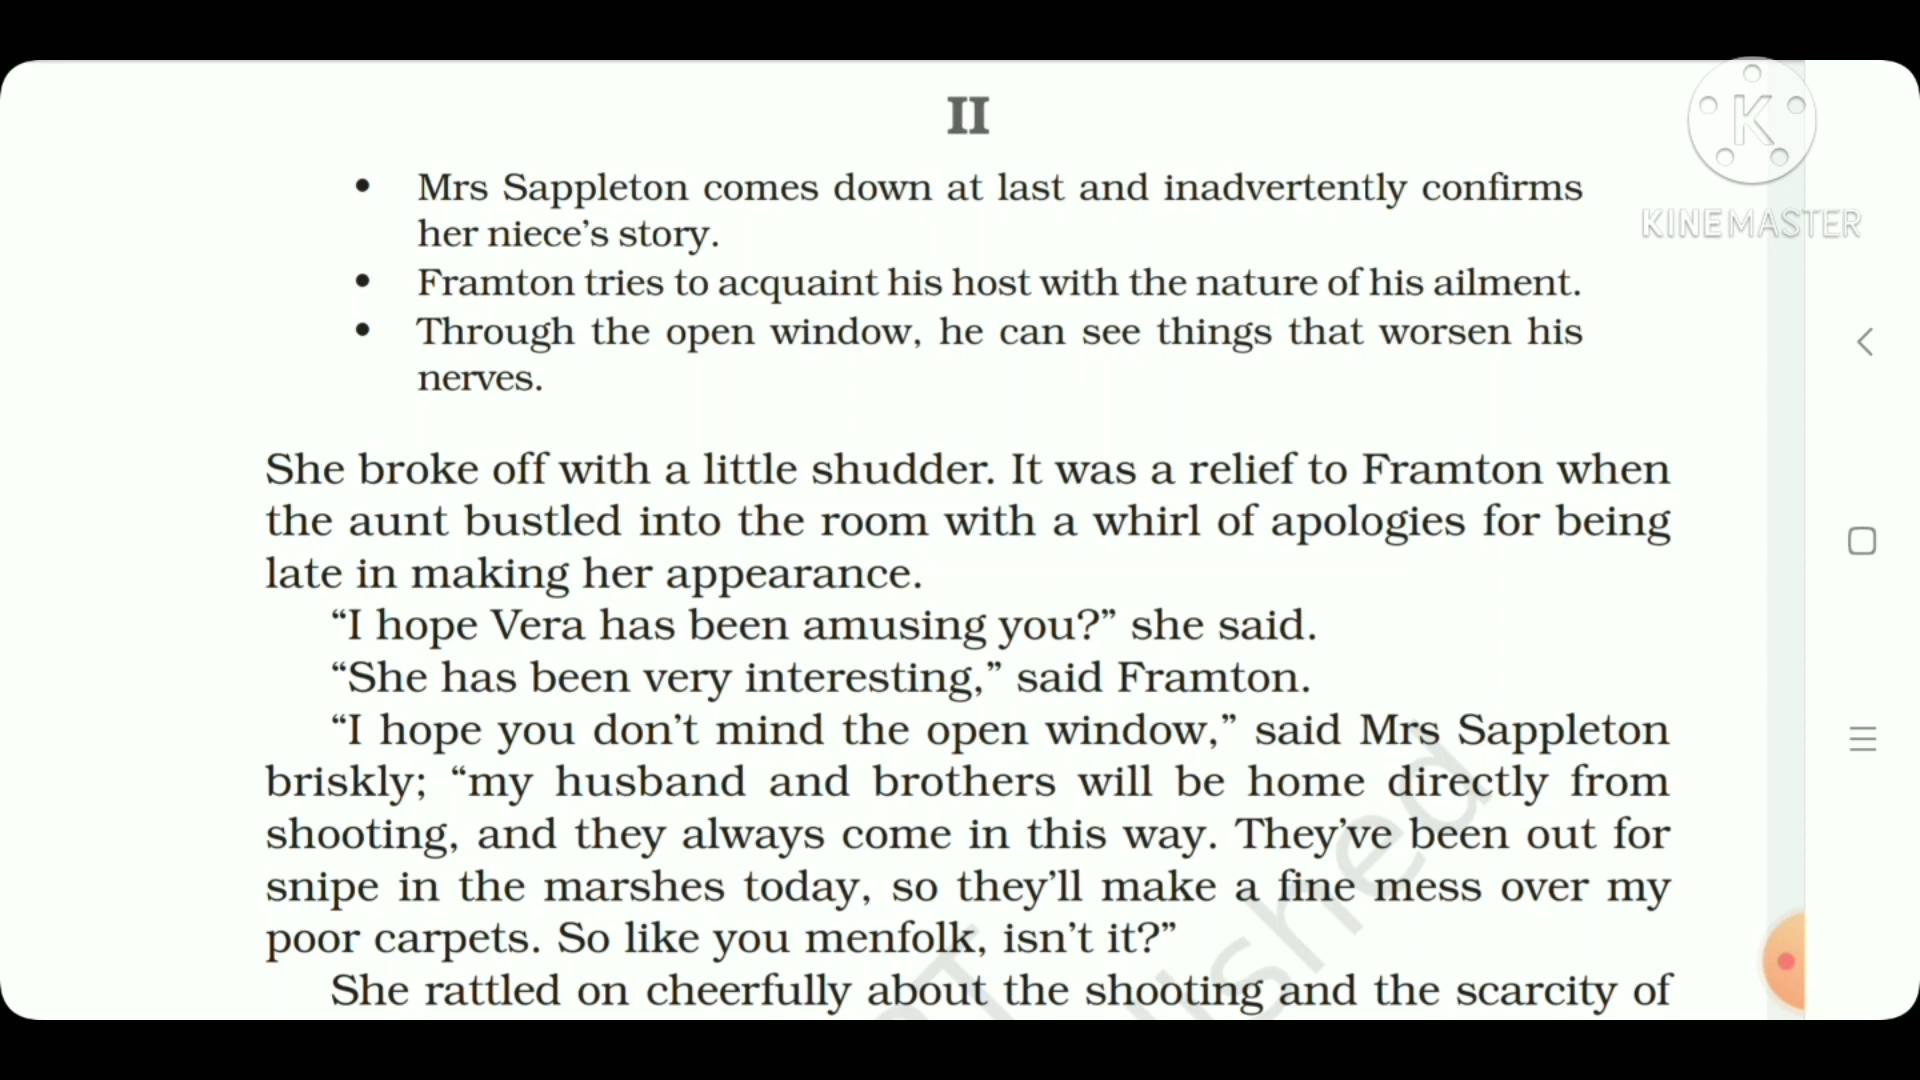 II
• Mrs Sappleton comes down at last and inadvertently confirms
her niece's story.
• Framton tries to acquaint his host with the nature of his ailment.
• Through the open window, he can see things that worsen his
nerves.
K
KINEMASTER
She broke off with a little shudder. It was a relief to Framton when
the aunt bustled into the room with a whirl of apologies for being
late in making her appearance.
“I hope Vera has been amusing you?” she said.
“She has been very interesting,” said Framton.
“I hope you don't mind the open window,” said Mrs Sappleton
briskly; “my husband and brothers will be home directly from
shooting, and they always come in this way. They've been out for
snipe in the marshes today, so they'll make a fine mess over my
poor carpets. So like you menfolk, isn't it?”
She rattled on cheerfully about the shooting and the scarcity of